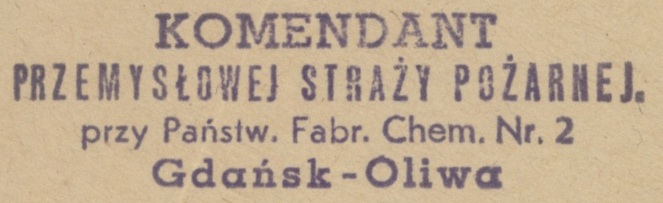 KOMENDANT
PRZEMYSŁOWEJ STRAŻY POŻARNEJ.
przy Państw. Fabr. Chem. Nr. 2
Gdańsk-Oliwa